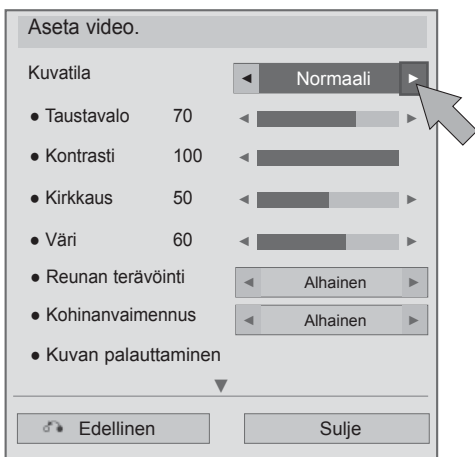 Aseta video.
Kuvatila ◄ Normaali ►
● Taustavalo 70 ◄ ►
● Kontrasti 100 ◄
● Kirkkaus 50 ◄ ►
● Väri 60 ◄ ►
● Reunan terävöinti ◄ Alhainen ►
● Kohinanvaimennus ◄ Alhainen ►
● Kuvan palauttaminen
▼
Edellinen Sulje